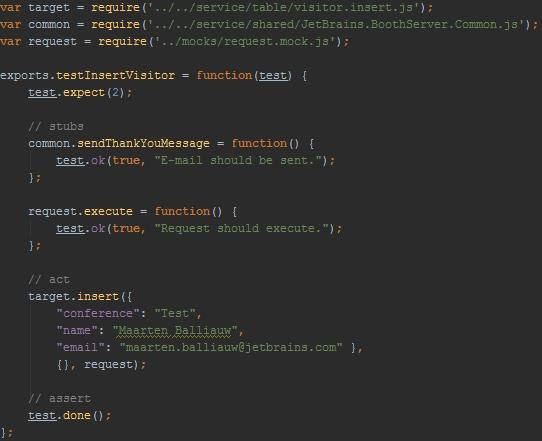 var target = require('../../service/table/visitor.insert.js');
var common = require('../../service/shared/JetBrains.BoothServer.Common.js');
var request = require('../mocks/request.mock.js');
exports.testInsertVisitor = function(test) {
test.expect(2);
// stubs
common.sendThankYouMessage = function() {
test.ok(true, "E-mail should be sent.");
};
request.execute = function() {
test.ok(true, "Request should execute.");
};
// act
target.insert({
"conference": "Test",
"name": "Maarten Balliauw",
"email": "maarten.balliauw@jetbrains.com" },
{}, request);
// assert
test.done();
};